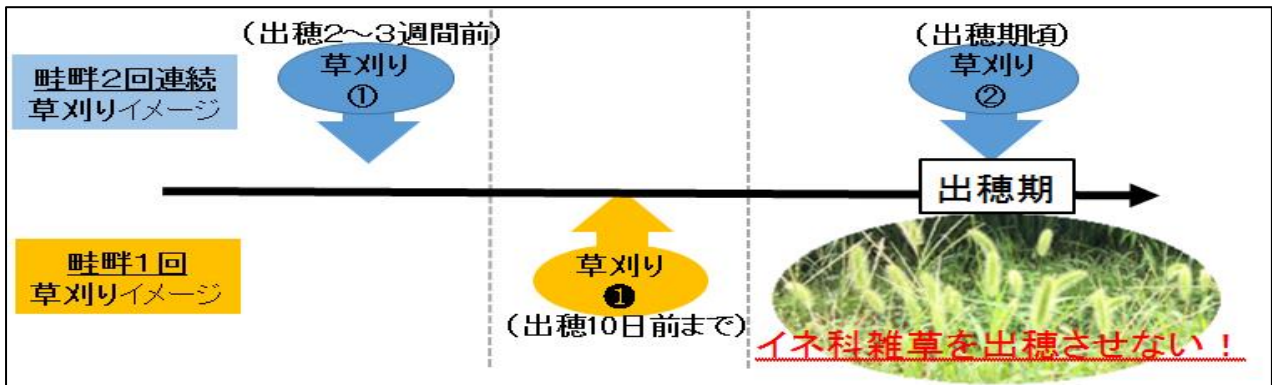 (出穂2~3週間前)
草刈り
①
(出穂期頃)
草刈り
②
畦畔2回連続
草刈りイメージ
出穂期
畦畔1回
草刈りイメージ
草刈り
❶
(出穂10日前まで)
イネ科雑草を出穂させない!